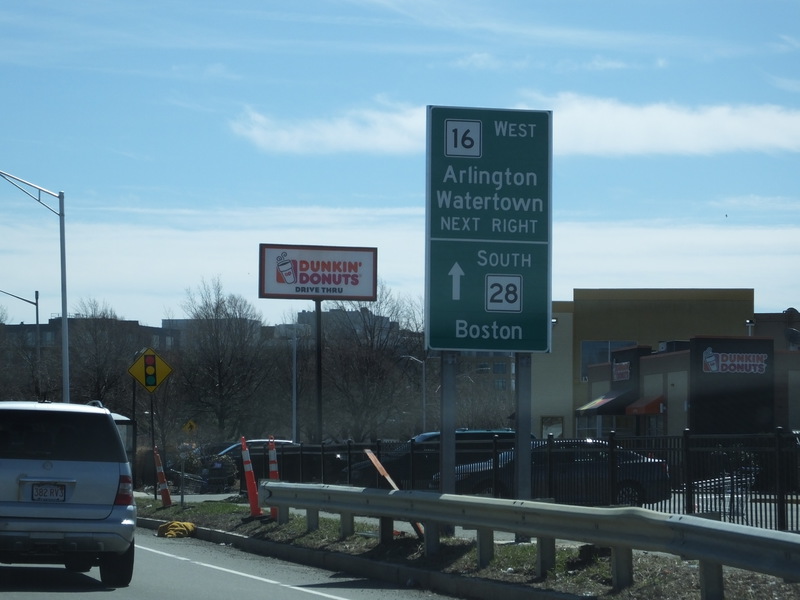 16 WEST
Arlington
Watertown
NEXT RIGHT
SOUTH
28
Boston
DUNKIN'
DONUTS
DRIVE THRU
DUNKIN'
DONUTS